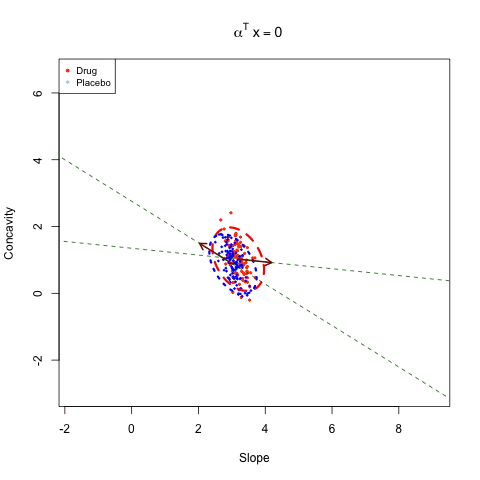 α^T x = 0
Drug
Placebo
6
4
2
0
-2
Concavity
-2 0 2 4 6 8
Slope